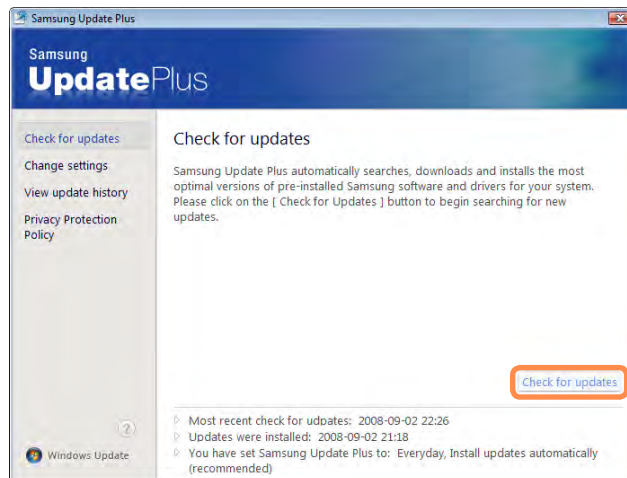 Samsung Update Plus
Samsung
UpdatePlus
Check for updates
Change settings
View update history
Privacy Protection
Policy
Windows Update
Check for updates
Samsung Update Plus automatically searches, downloads and installs the most
optimal versions of pre-installed Samsung software and drivers for your system.
Please click on the [ Check for Updates ] button to begin searching for new
updates.
Check for updates
Most recent check for udbates: 2008-09-02 22:26
Updates were installed: 2008-09-02 21:18
You have set Samsung Update Plus to: Everyday, Install updates automatically
(recommended)